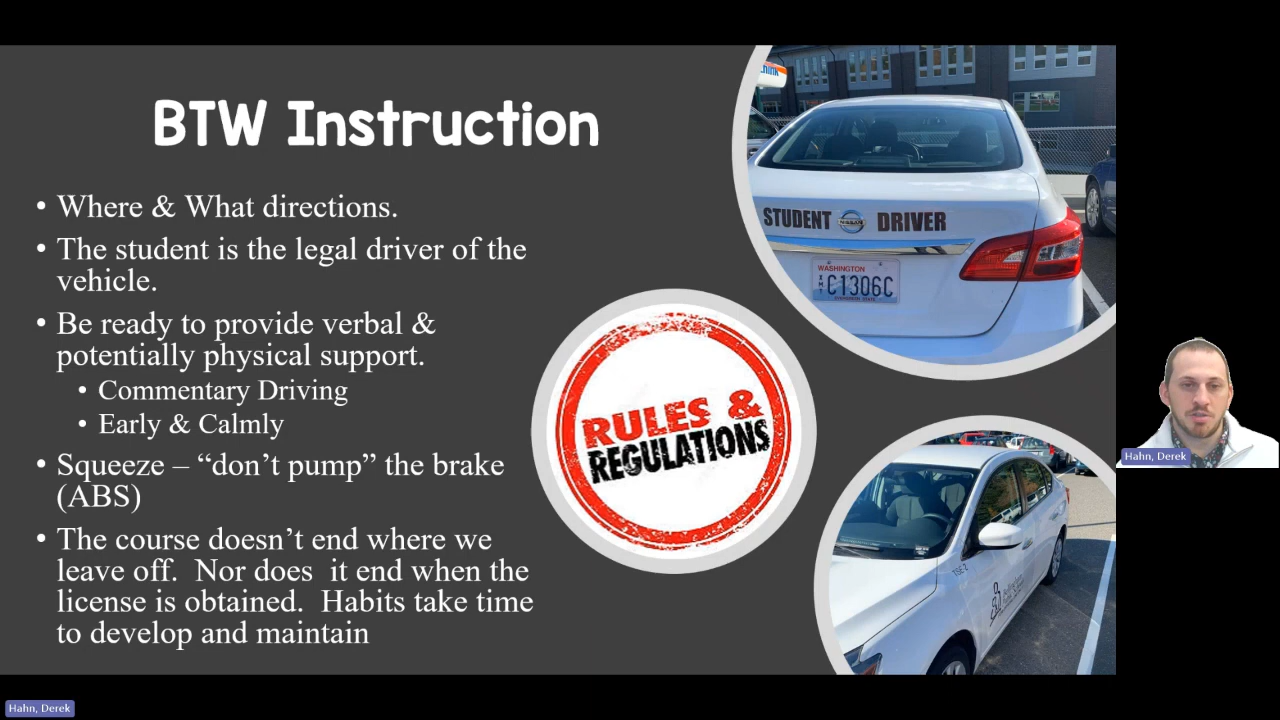 BTW Instruction
• Where & What directions.
• The student is the legal driver of the
vehicle.
• Be ready to provide verbal &
potentially physical support.
• Commentary Driving
• Early & Calmly
• Squeeze – “don’t pump” the brake
(ABS)
• The course doesn’t end where we
leave off.  Nor does  it end when the
license is obtained.  Habits take time
to develop and maintain
RULES &
REGULATIONS
STUDENT NISSAN DRIVER
WASHINGTON
C1306C
TSE 2
Hahn, Derek
Hahn, Derek